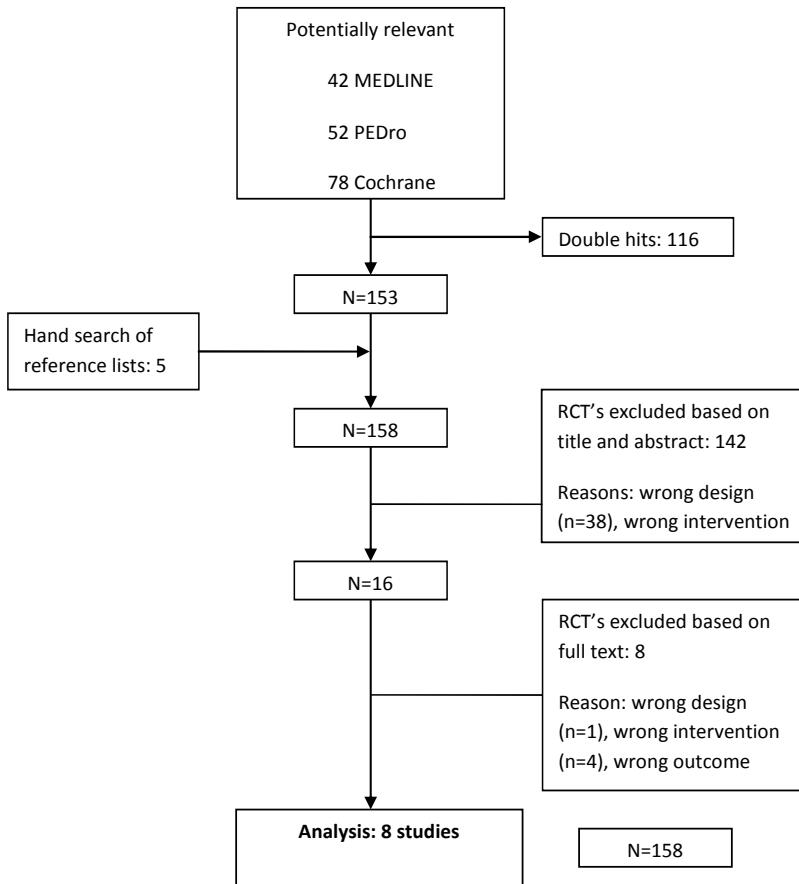 Potentially relevant
42 MEDLINE
52 PEDro
78 Cochrane
Double hits: 116
N=153
Hand search of
reference lists: 5
N=158
RCT’s excluded based on
title and abstract: 142
Reasons: wrong design
(n=38), wrong intervention
N=16
RCT’s excluded based on
full text: 8
Reason: wrong design
(n=1), wrong intervention
(n=4), wrong outcome
Analysis: 8 studies
N=158